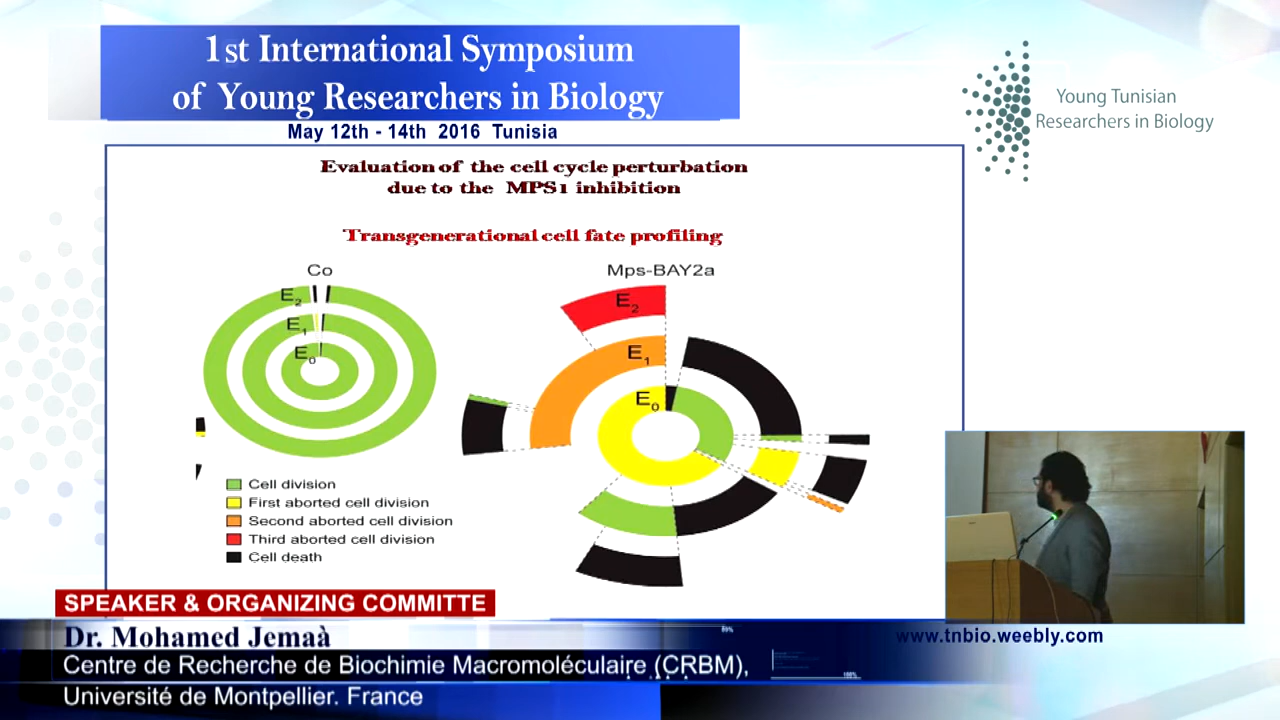 1st International Symposium
of Young Researchers in Biology
May 12th - 14th 2016 Tunisia
Young Tunisian
Researchers in Biology
Evaluation of the cell cycle perturbation
due to the MPS1 inhibition
Transgenerational cell fate profiling
Co
E2
E1
E0
Mps-BAY2a
E2
E1
E0
Cell division
First aborted cell division
Second aborted cell division
Third aborted cell division
Cell death
SPEAKER & ORGANIZING COMMITTE
Dr. Mohamed Jemaà
Centre de Recherche de Biochimie Macromoléculaire (CRBM),
Université de Montpellier. France
www.tnbio.weebly.com
89%
100%